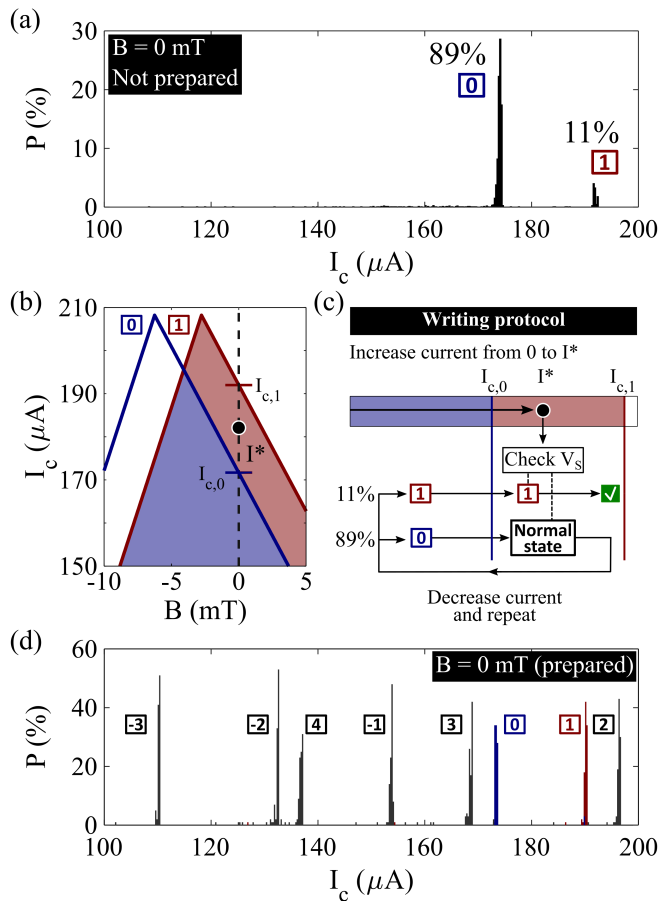 (a)
B = 0 mT
Not prepared
89%
0
11%
1
P (%)
30
20
10
0
100 120 140 160 180 200
I_c (μA)
(b)
0 1
I_c,1
I*
I_c,0
I_c (μA)
210
190
170
150
-10 -5 0 5
B (mT)
(c)
Writing protocol
Increase current from 0 to I*
I_c,0 I* I_c,1
Check V_S
11% 1 1 ✓
89% 0 Normal
state
Decrease current
and repeat
(d)
B = 0 mT (prepared)
-3 -2 4 -1 3 0 1 2
P (%)
60
40
20
0
100 120 140 160 180 200
I_c (μA)